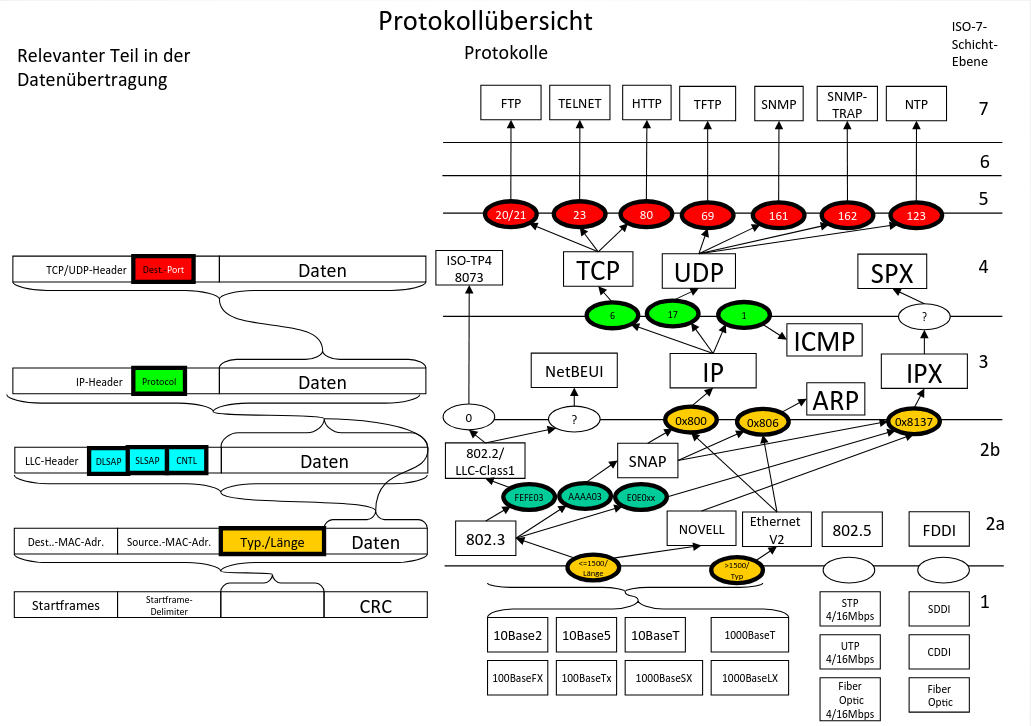 Protokollübersicht
Relevanter Teil in der
Datenübertragung
Protokolle
ISO-7-
Schicht-
Ebene
FTP
TELNET
HTTP
TFTP
SNMP
SNMP-
TRAP
NTP
7
6
5
20/21
23
80
69
161
162
123
TCP/UDP-Header
Dest.-Port
Daten
ISO-TP4
8073
TCP
UDP
SPX
4
6
17
1
?
ICMP
3
IP-Header
Protocol
Daten
NetBEUI
IP
IPX
ARP
0
?
0x800
0x806
0x8137
LLC-Header
DLSAP
SLSAP
CNTL
Daten
802.2/
LLC-Class1
SNAP
2b
FEFE03
AAAA03
E0E0xx
Dest..-MAC-Adr.
Source.-MAC-Adr.
Typ./Länge
Daten
802.3
NOVELL
Ethernet
V2
802.5
FDDI
2a
<=1500/
Länge
>1500/
Typ
Startframes
Startframe-
Delimiter
CRC
1
STP
4/16Mbps
SDDI
10Base2
10Base5
10BaseT
1000BaseT
UTP
4/16Mbps
CDDI
100BaseFX
100BaseTx
1000BaseSX
1000BaseLX
Fiber
Optic
4/16Mbps
Fiber
Optic